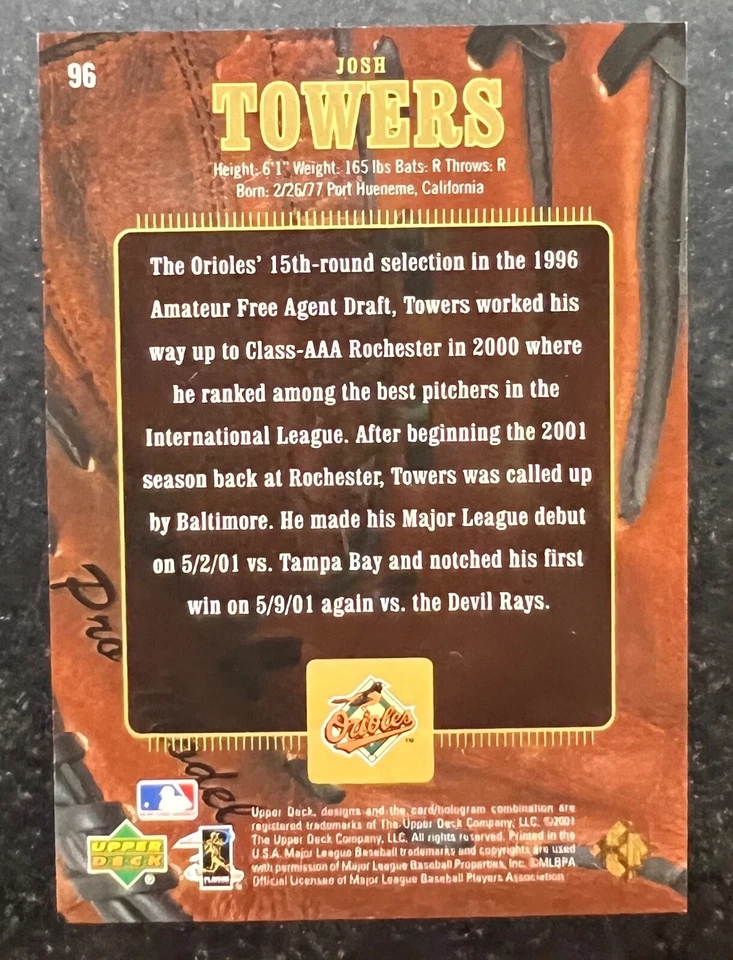 96
JOSH
TOWERS
Height: 6'1" Weight: 165 lbs Bats: R Throws: R
Born: 2/26/77 Port Hueneme, California
The Orioles' 15th-round selection in the 1996
Amateur Free Agent Draft, Towers worked his
way up to Class-AAA Rochester in 2000 where
he ranked among the best pitchers in the
International League. After beginning the 2001
season back at Rochester, Towers was called up
by Baltimore. He made his Major League debut
on 5/2/01 vs. Tampa Bay and notched his first
win on 5/9/01 again vs. the Devil Rays.
Pro
Orioles
TM
Upper Deck, designs and the card/hologram combination are
registered trademarks of The Upper Deck Company, LLC. ©2001
The Upper Deck Company, LLC. All rights reserved. Printed in the
U.S.A. Major League Baseball trademarks and copyrights are used
with permission of Major League Baseball Properties, Inc. ©MLBPA
Official Licensee of Major League Baseball Players Association
UPPER
DECK
®
PLAYERS